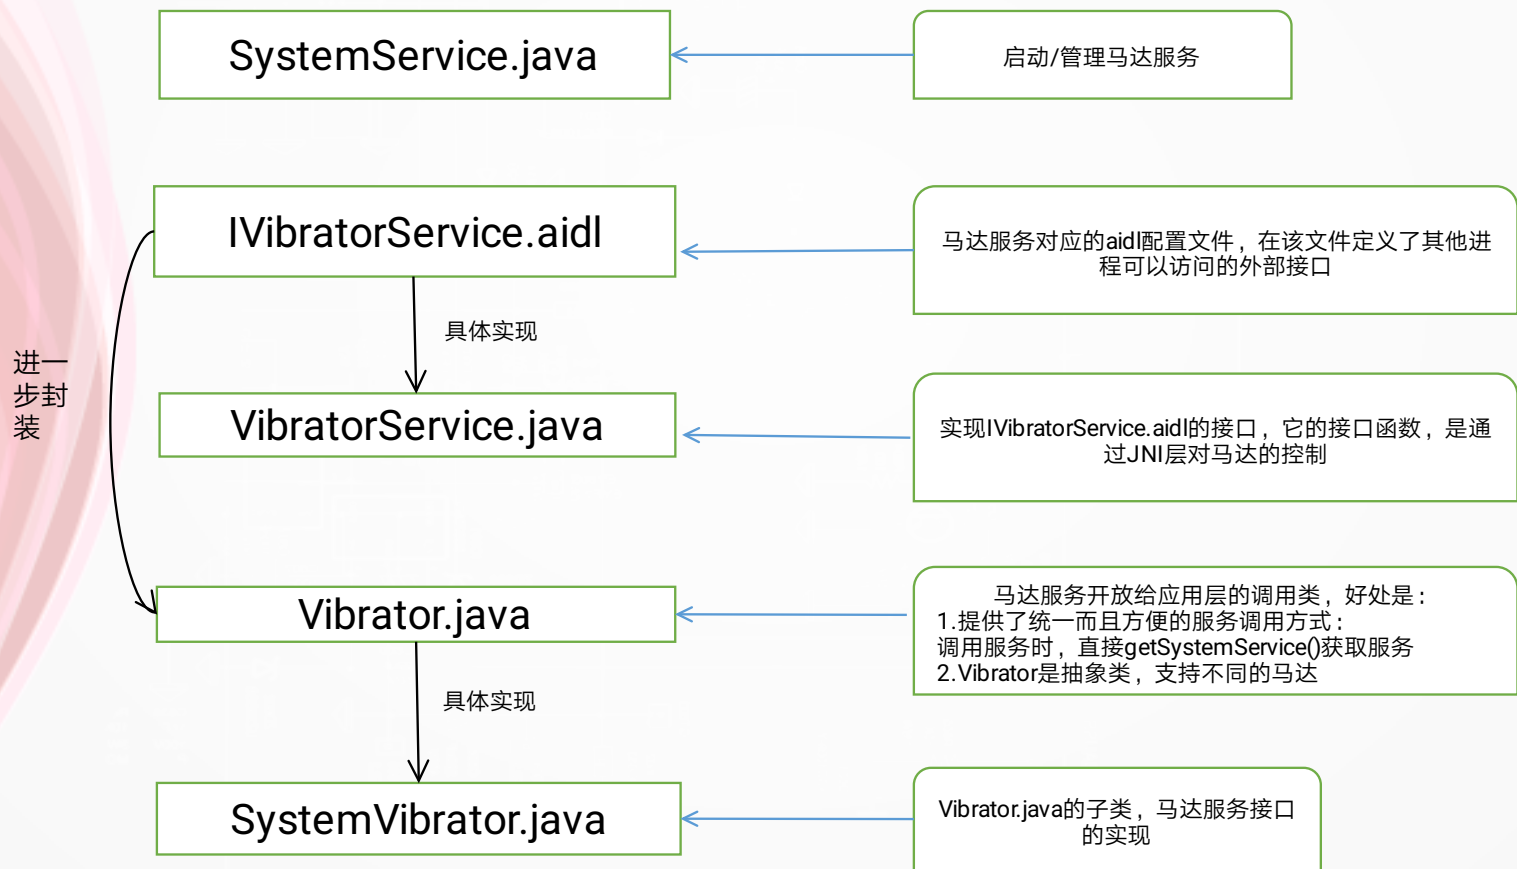 SystemService.java
启动/管理马达服务
IVibratorService.aidl
马达服务对应的aidl配置文件，在该文件定义了其他进
程可以访问的外部接口
具体实现
进一
步封
装
VibratorService.java
实现IVibratorService.aidl的接口，它的接口函数，是通
过JNI层对马达的控制
Vibrator.java
马达服务开放给应用层的调用类，好处是：
1.提供了统一而且方便的服务调用方式：
调用服务时，直接getSystemService()获取服务
2.Vibrator是抽象类，支持不同的马达
具体实现
SystemVibrator.java
Vibrator.java的子类，马达服务接口
的实现